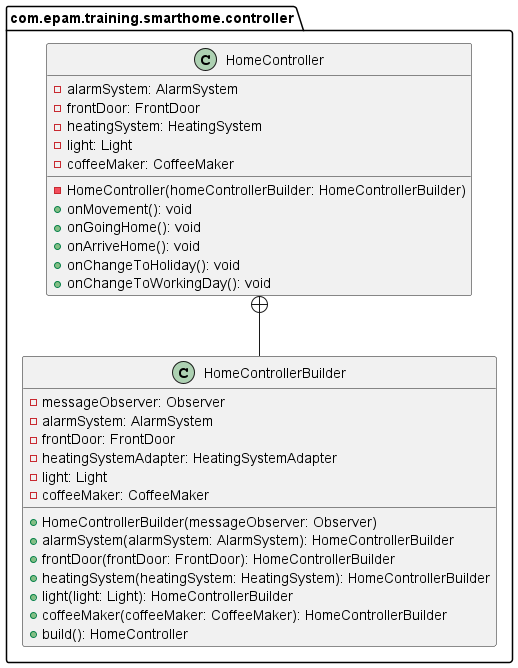 com.epam.training.smarthome.controller
C HomeController
alarmSystem: AlarmSystem
frontDoor: FrontDoor
heatingSystem: HeatingSystem
light: Light
coffeeMaker: CoffeeMaker
HomeController(homeControllerBuilder: HomeControllerBuilder)
onMovement(): void
onGoingHome(): void
onArriveHome(): void
onChangeToHoliday(): void
onChangeToWorkingDay(): void
C HomeControllerBuilder
messageObserver: Observer
alarmSystem: AlarmSystem
frontDoor: FrontDoor
heatingSystemAdapter: HeatingSystemAdapter
light: Light
coffeeMaker: CoffeeMaker
HomeControllerBuilder(messageObserver: Observer)
alarmSystem(alarmSystem: AlarmSystem): HomeControllerBuilder
frontDoor(frontDoor: FrontDoor): HomeControllerBuilder
heatingSystem(heatingSystem: HeatingSystem): HomeControllerBuilder
light(light: Light): HomeControllerBuilder
coffeeMaker(coffeeMaker: CoffeeMaker): HomeControllerBuilder
build(): HomeController